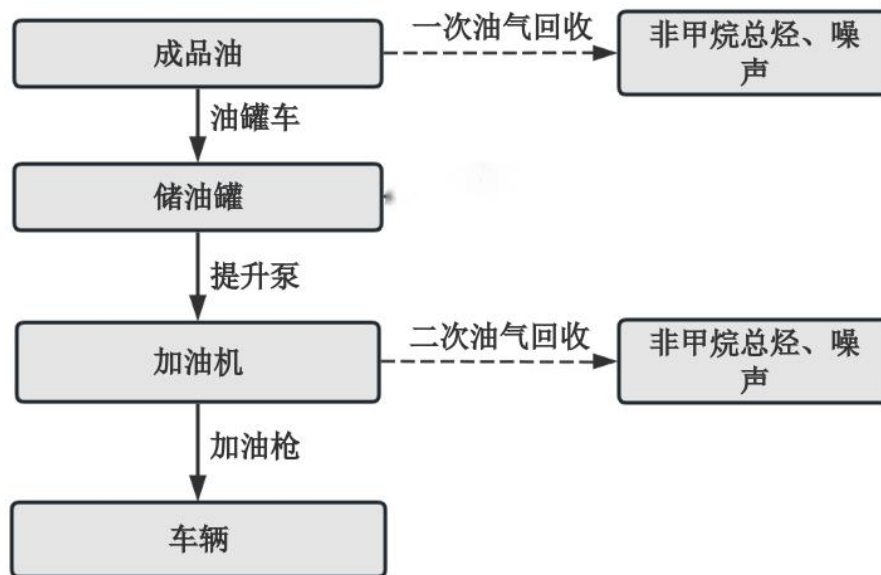 成品油
一次油气回收
非甲烷总烃、噪
声
油罐车
储油罐
提升泵
加油机
二次油气回收
非甲烷总烃、噪
声
加油枪
车辆